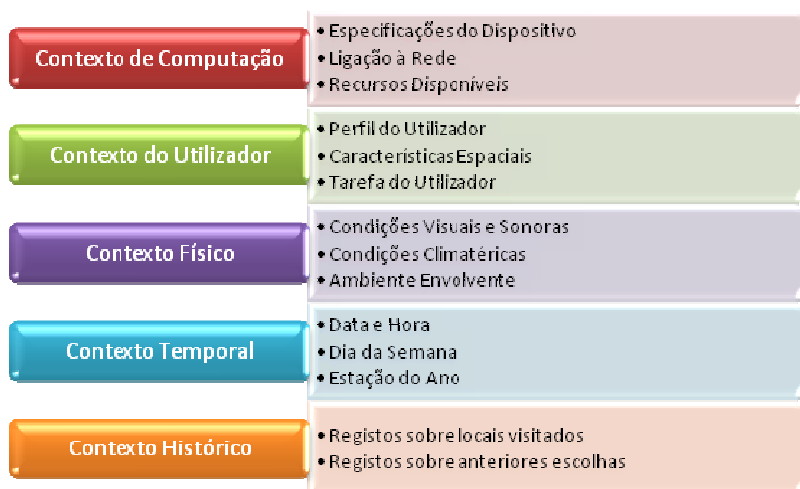 Contexto de Computação
• Especificações do Dispositivo
• Ligação à Rede
• Recursos Disponíveis
Contexto do Utilizador
• Perfil do Utilizador
• Características Espaciais
• Tarefa do Utilizador
Contexto Físico
• Condições Visuais e Sonoras
• Condições Climatéricas
• Ambiente Envolvente
Contexto Temporal
• Data e Hora
• Dia da Semana
• Estação do Ano
Contexto Histórico
• Registos sobre locais visitados
• Registos sobre anteriores escolhas